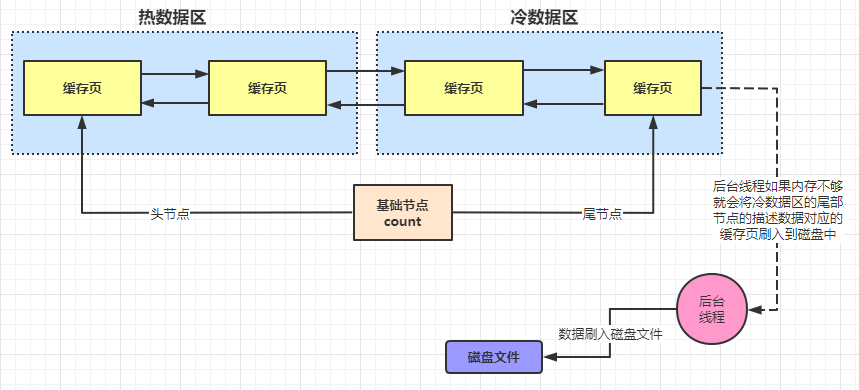 热数据区
冷数据区
缓存页
缓存页
缓存页
缓存页
后台线程如果内存不够
就会将冷数据区的尾部
节点的描述数据对应的
缓存页刷入到磁盘中
基础节点
count
头节点
尾节点
后台
线程
数据刷入磁盘文件
磁盘文件